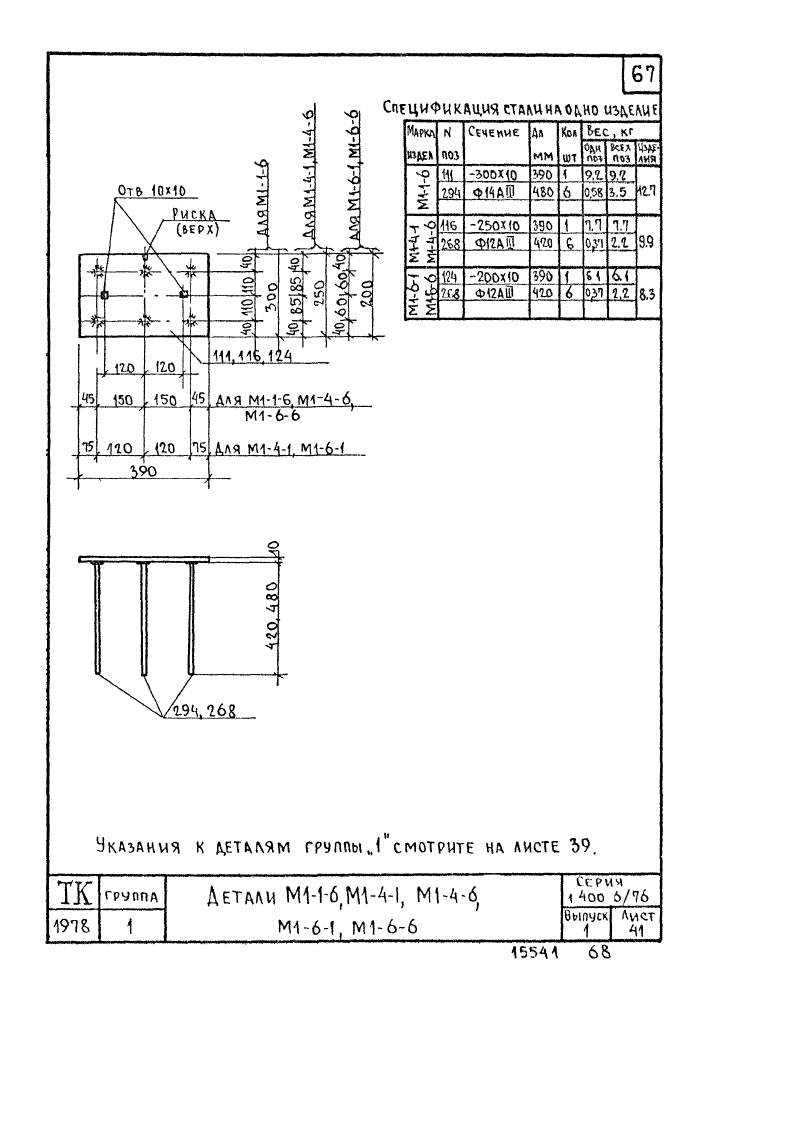 67
Спецификация стали на одно изделие
Марка издел N поз Сечение Дл мм Кол шт Вес, кг
Одн поз Всех поз Изде-лия
М1-1-6 111 -300х10 390 1 9.2 9.2 12.7
294 Ф14АIII 480 6 0,58 3.5
М1-4-1 М1-4-6 116 -250х10 390 1 7.7 7.7 9.9
268 Ф12АIII 420 6 0,37 2.2
М1-6-1 М1-6-6 124 -200х10 390 1 6.1 6.1 8.3
268 Ф12АIII 420 6 0,37 2,2
Для М1-1-6
Для М1-4-1, М1-4-6
Для М1-6-1, М1-6-6
Отв 10х10
Риска
(верх)
40 110 110 40
300
40 85 85 40
250
40 60 60 40
200
111, 116, 124
120 120
45 150 150 45 Для М1-1-6, М1-4-6,
М1-6-6
75 120 120 75 Для М1-4-1, М1-6-1
390
10
420, 480
294, 268
Указания к деталям группы „1" смотрите на листе 39.
ТК
1978
группа
1
Детали М1-1-6, М1-4-1, М1-4-6,
М1-6-1, М1-6-6
Серия
1 400 6/76
Выпуск
1
Лист
41
15541 68